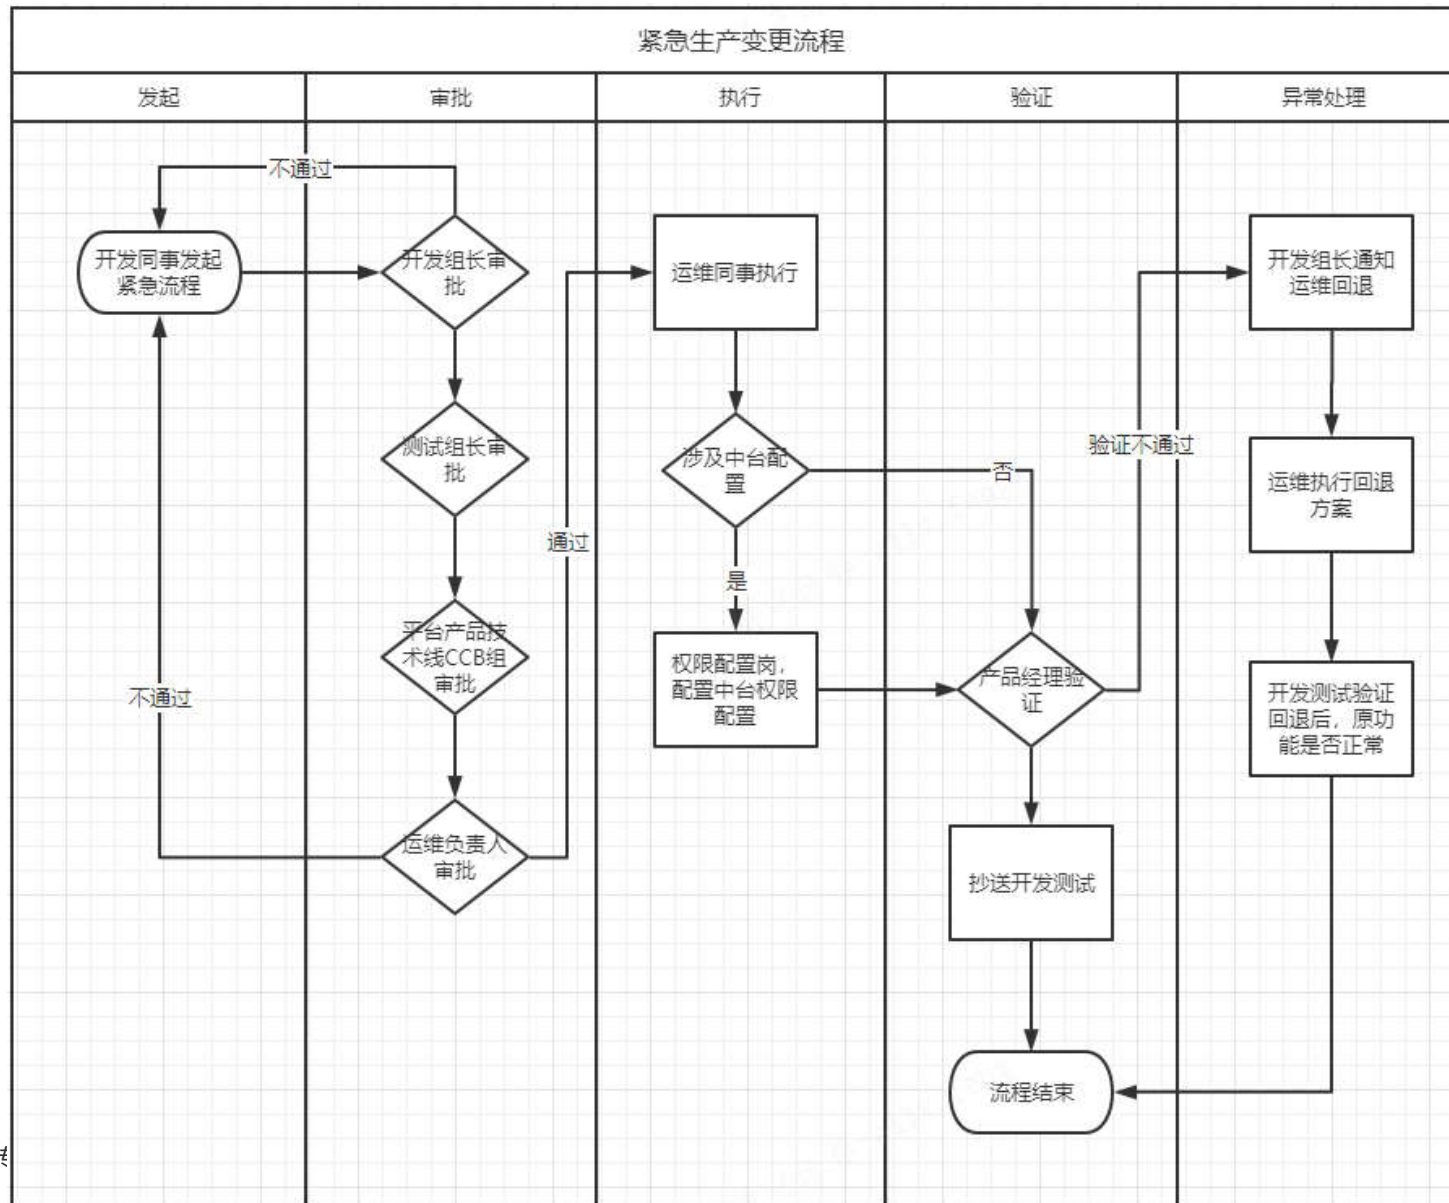 紧急生产变更流程
发起
审批
执行
验证
异常处理
不通过
开发同事发起
紧急流程
开发组长审
批
运维同事执行
开发组长通知
运维回退
测试组长审
批
涉及中台配
置
否
验证不通过
运维执行回退
方案
通过
是
平台产品技
术线CCB组
审批
权限配置岗，
配置中台权限
配置
产品经理验
证
开发测试验证
回退后，原功
能是否正常
不通过
运维负责人
审批
抄送开发测试
流程结束